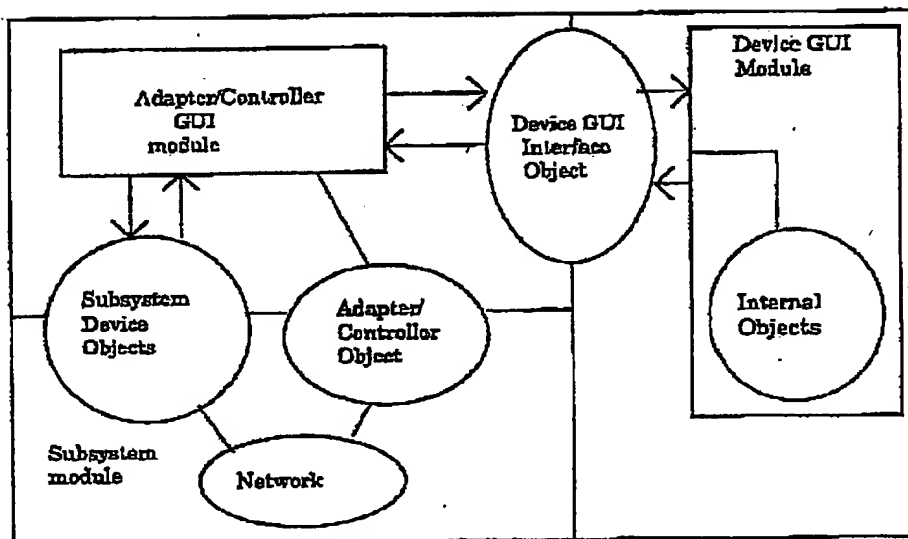 Adapter/Controller
GUI
module
Device GUI
Interface
Object
Device GUI
Module
Subsystem
Device
Objects
Adapter/
Controllor
Object
Internal
Objects
Subsystem
module
Network